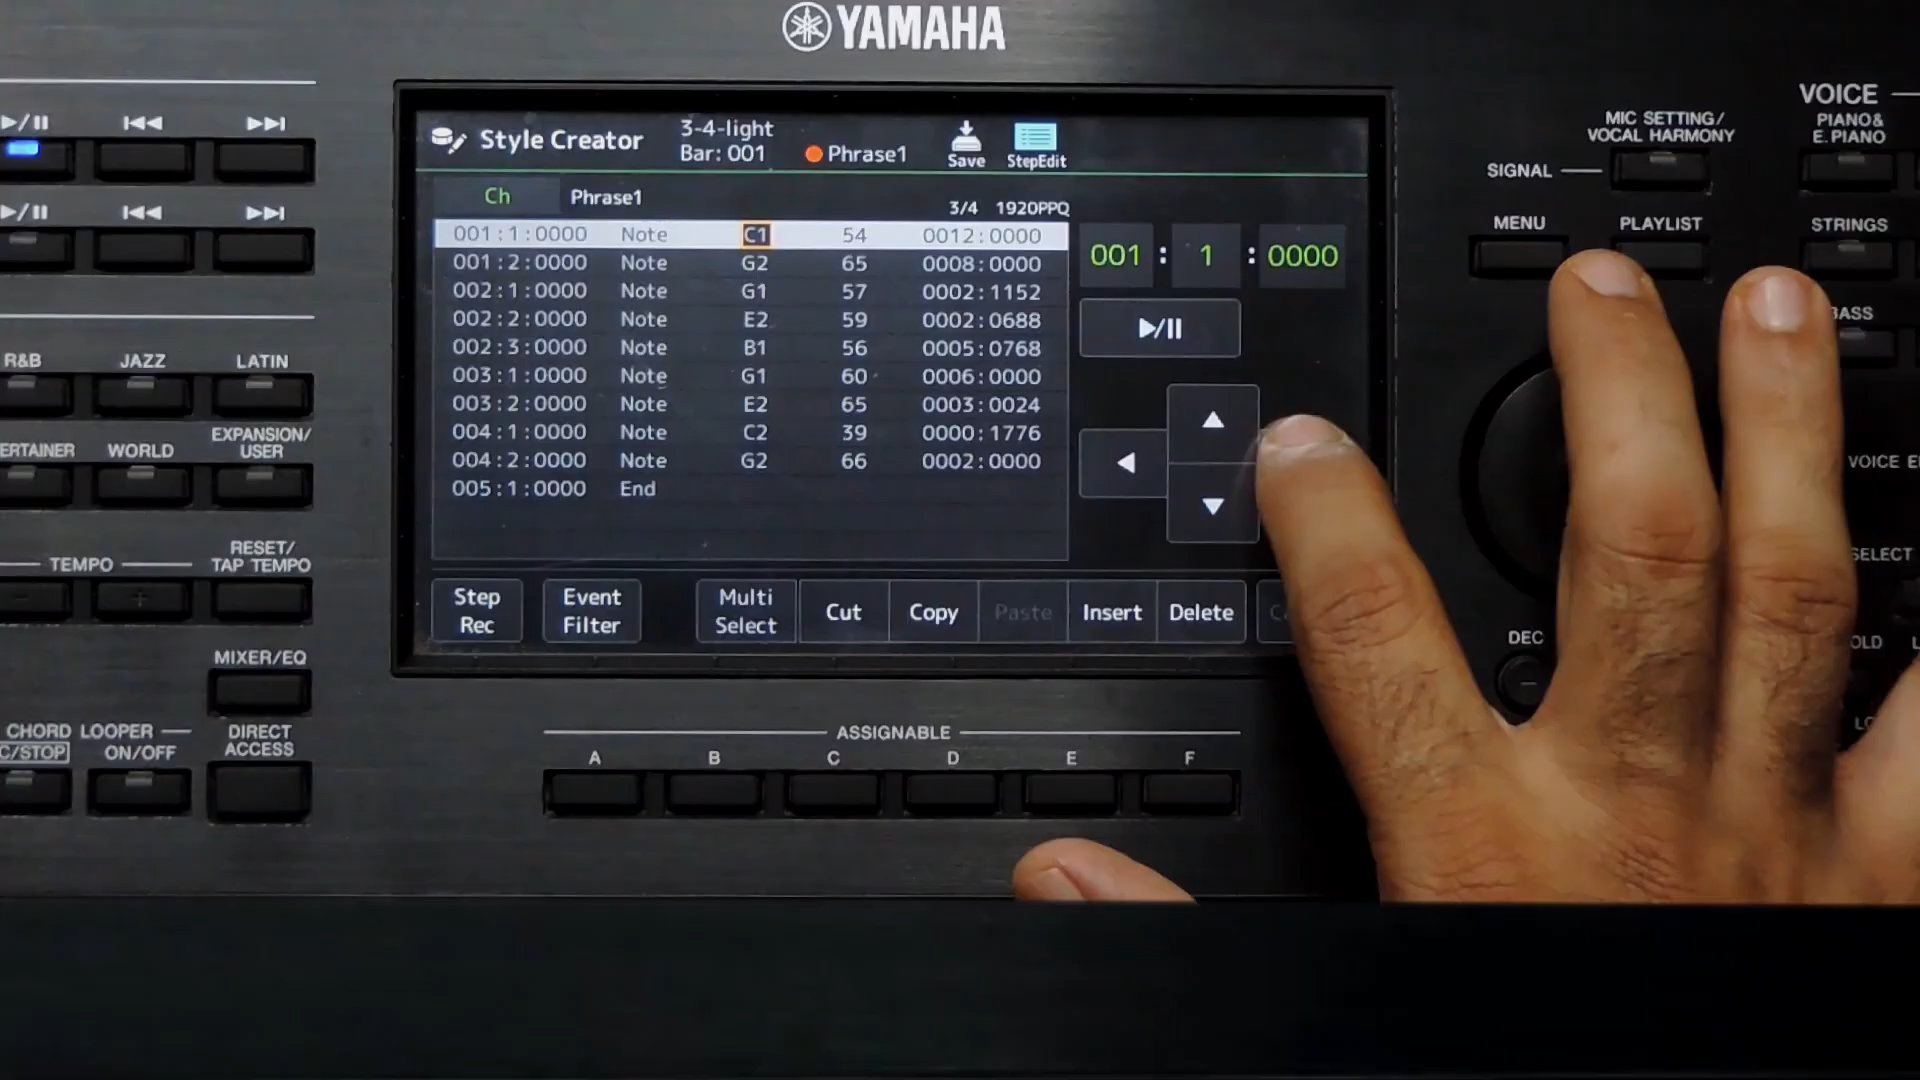 YAMAHA
Style Creator
3-4-light
Bar: 001
Phrase1
Save
StepEdit
Ch
Phrase1
3/4 1920PPQ
001:1:0000 Note C1 54 0012:0000
001:2:0000 Note G2 65 0008:0000
002:1:0000 Note G1 57 0002:1152
002:2:0000 Note E2 59 0002:0688
002:3:0000 Note B1 56 0005:0768
003:1:0000 Note G1 60 0006:0000
003:2:0000 Note E2 65 0003:0024
004:1:0000 Note C2 39 0000:1776
004:2:0000 Note G2 66 0002:0000
005:1:0000 End
001 : 1 : 0000
Step
Rec
Event
Filter
Multi
Select
Cut
Copy
Paste
Insert
Delete
R&B
JAZZ
LATIN
ERTAINER
WORLD
EXPANSION/
USER
TEMPO
RESET/
TAP TEMPO
- +
MIXER/EQ
CHORD LOOPER
C/STOP
ON/OFF
DIRECT
ACCESS
ASSIGNABLE
A B C D E F
MIC SETTING/
VOCAL HARMONY
SIGNAL
MENU
PLAYLIST
VOICE
PIANO&
E. PIANO
STRINGS
BASS
VOICE E
SELECT
DEC
-
OLD